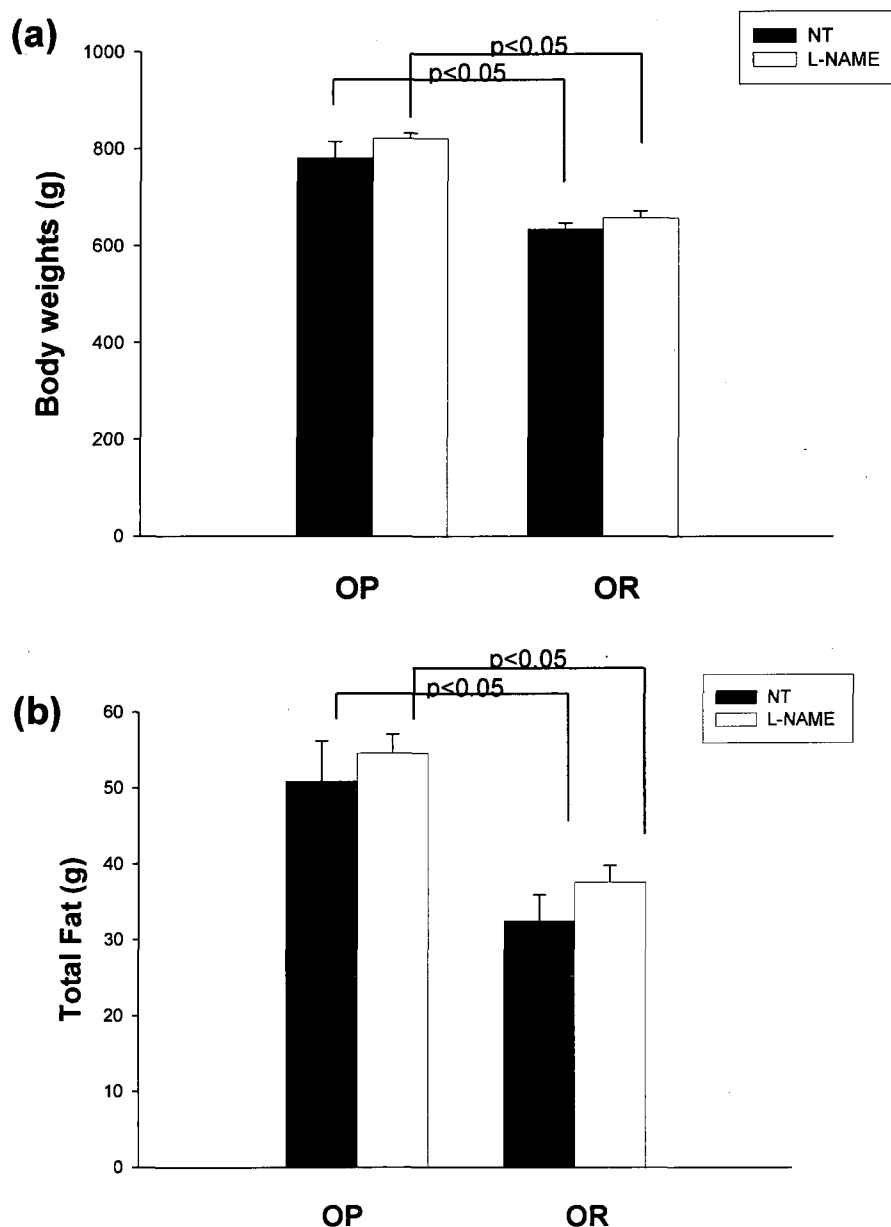 (a)
1000
800
600
400
200
0
Body weights (g)
p<0.05
p<0.05
NT
L-NAME
OP OR
(b)
60
50
40
30
20
10
0
Total Fat (g)
p<0.05
p<0.05
NT
L-NAME
OP OR